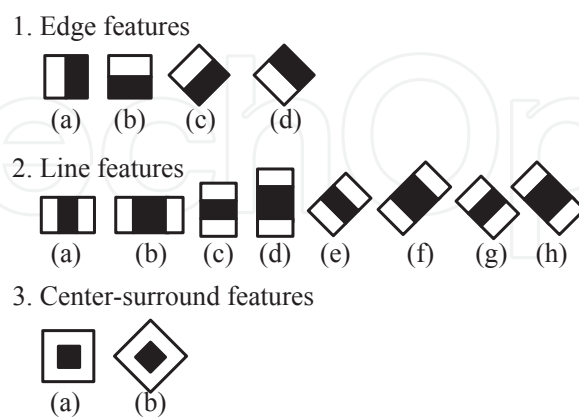 1. Edge features
(a) (b) (c) (d)
2. Line features
(a) (b) (c) (d) (e) (f) (g) (h)
3. Center-surround features
(a) (b)